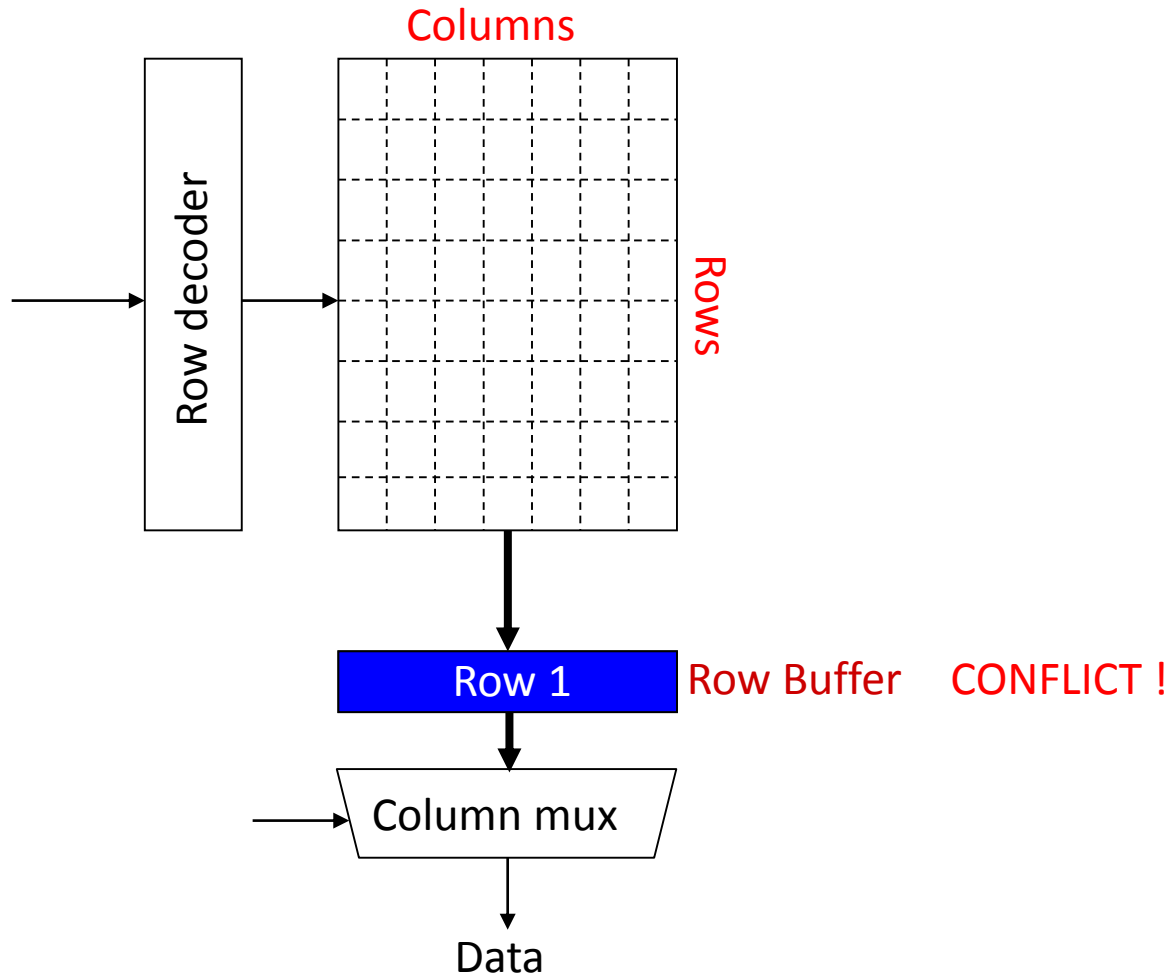 Columns
Row decoder
Rows
Row 1
Row Buffer
CONFLICT !
Column mux
Data